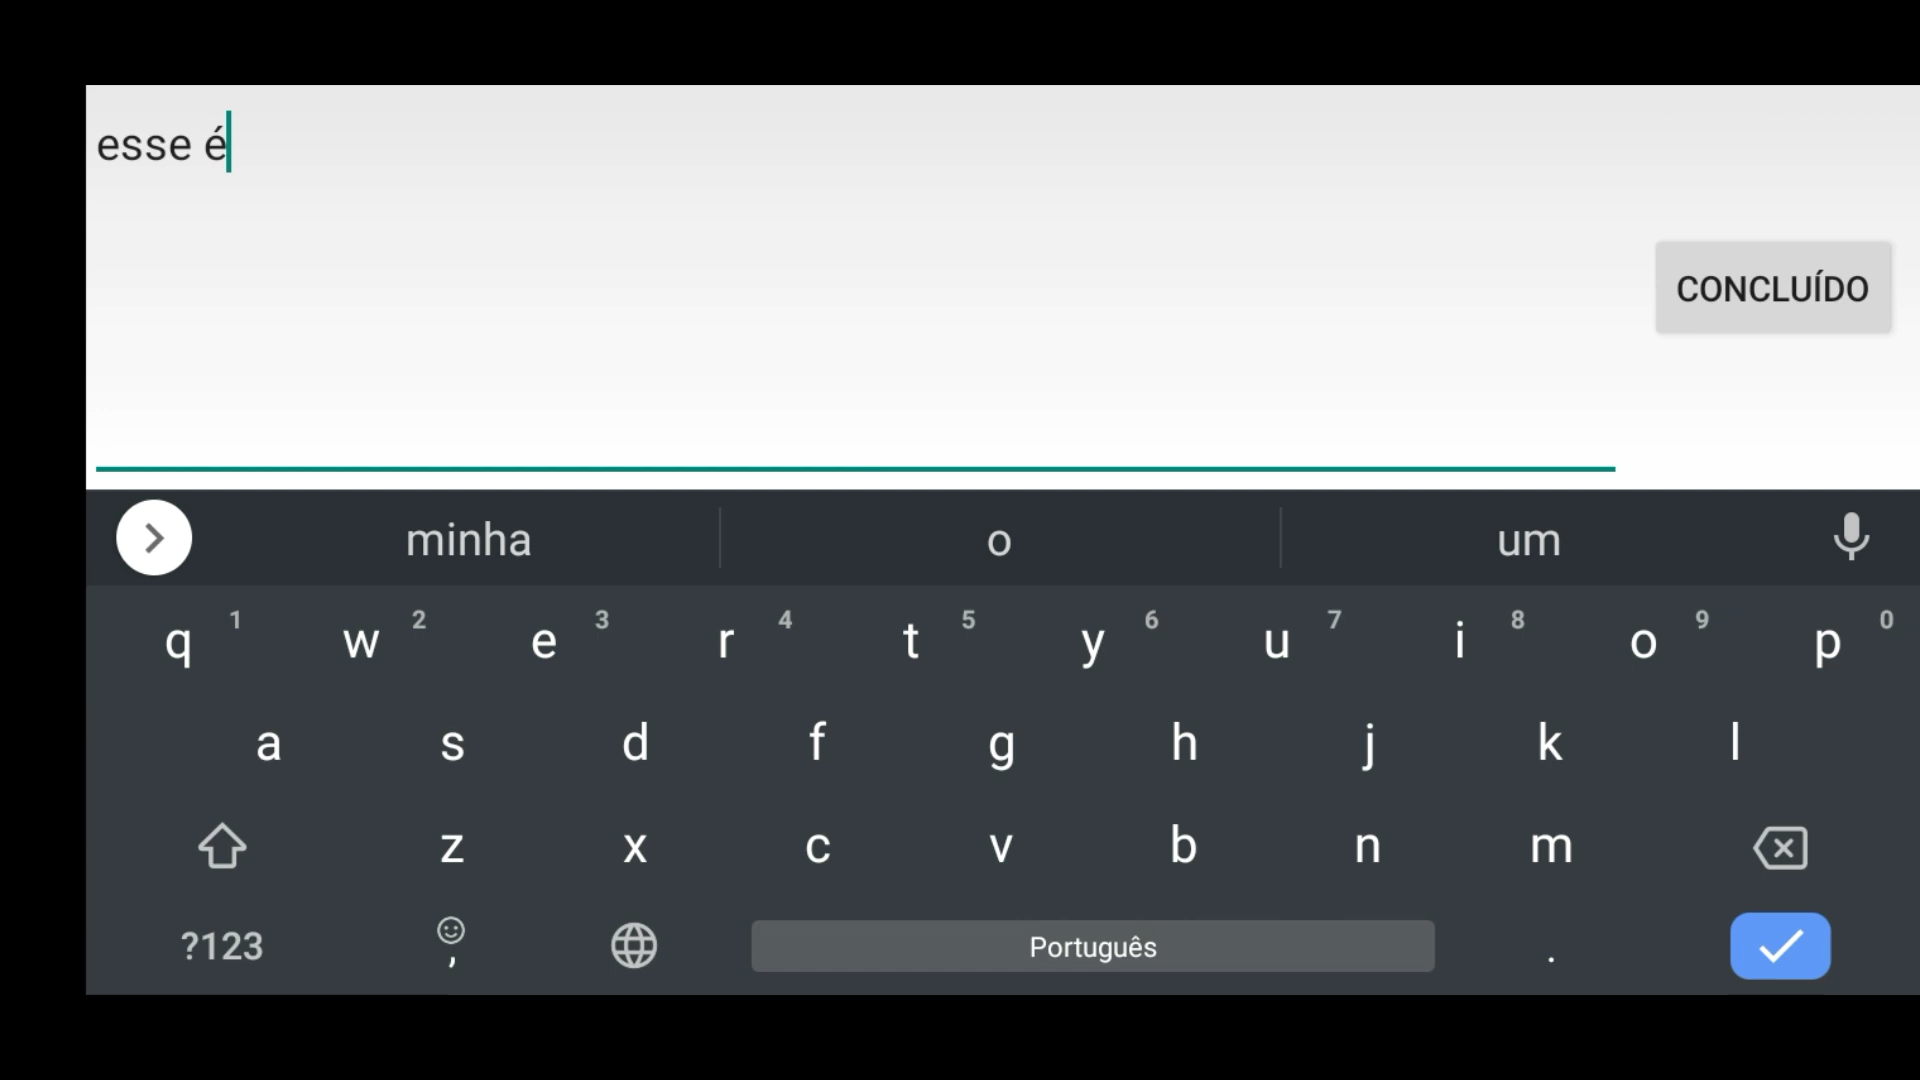 esse é
CONCLUÍDO
minha o um
q 1 w 2 e 3 r 4 t 5 y 6 u 7 i 8 o 9 p 0
a s d f g h j k l
z x c v b n m
?123 , Português .